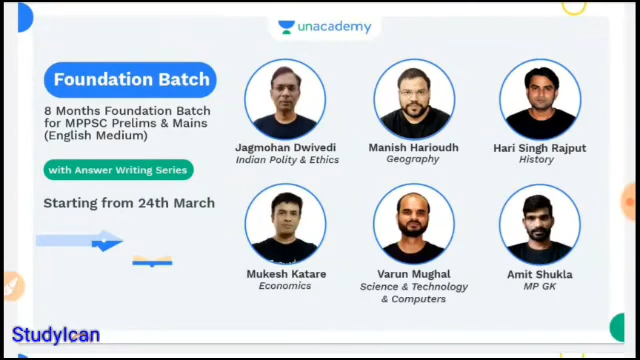 unacademy
Foundation Batch
8 Months Foundation Batch
for MPPSC Prelims & Mains
(English Medium)
with Answer Writing Series
Starting from 24th March
Jagmohan Dwivedi
Indian Polity & Ethics
Manish Harioudh
Geography
Hari Singh Rajput
History
Mukesh Katare
Economics
Varun Mughal
Science & Technology
& Computers
Amit Shukla
MP GK
StudyIcan